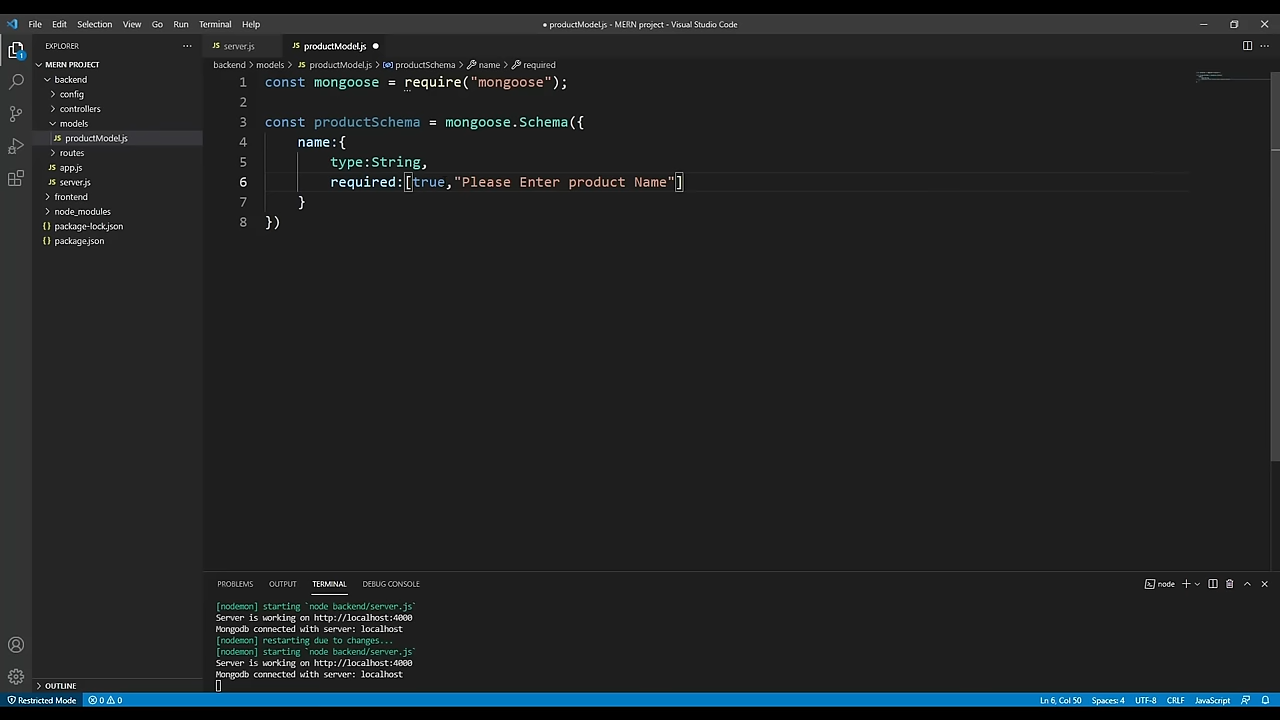 File Edit Selection View Go Run Terminal Help
● productModel.js - MERN project - Visual Studio Code
EXPLORER
MERN PROJECT
backend
config
controllers
models
JS productModel.js
routes
JS app.js
JS server.js
frontend
node_modules
{} package-lock.json
{} package.json
OUTLINE
JS server.js
JS productModel.js ●
backend > models > JS productModel.js > productSchema > name > required
1 const mongoose = require("mongoose");
2
3 const productSchema = mongoose.Schema({
4 name:{
5 type:String,
6 required:[true,"Please Enter product Name"]
7 }
8 })
PROBLEMS OUTPUT TERMINAL DEBUG CONSOLE
node
[nodemon] starting `node backend/server.js`
Server is working on http://localhost:4000
Mongodb connected with server: localhost
[nodemon] restarting due to changes...
[nodemon] starting `node backend/server.js`
Server is working on http://localhost:4000
Mongodb connected with server: localhost
1
Restricted Mode 0 0 Ln 6, Col 50 Spaces: 4 UTF-8 CRLF JavaScript